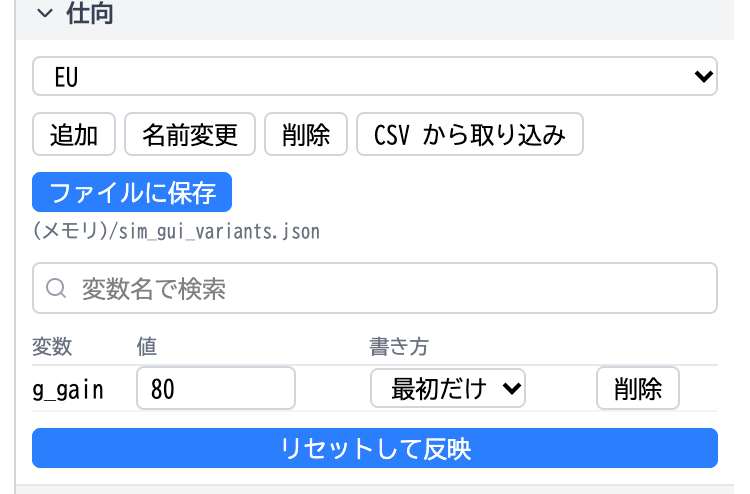 仕向
EU
追加 名前変更 削除 CSV から取り込み
ファイルに保存
(メモリ)/sim_gui_variants.json
変数名で検索
変数 値 書き方
g_gain 80 最初だけ 削除
リセットして反映